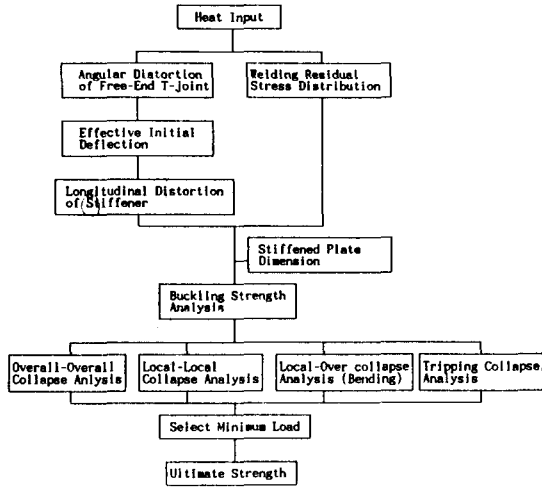 Heat Input
Angular Distortion
of Free-End T-joint
Welding Residual
Stress Distribution
Effective Initial
Deflection
Longitudinal Distortion
of Stiffener
Stiffened Plate
Dimension
Buckling Strength
Analysis
Overall-Overall
Collapse Anlysis
Local-Local
Collapse Analysis
Local-Over collapse
Analysis (Bending)
Tripping Collapse
Analysis
Select Minimum Load
Ultimate Strength